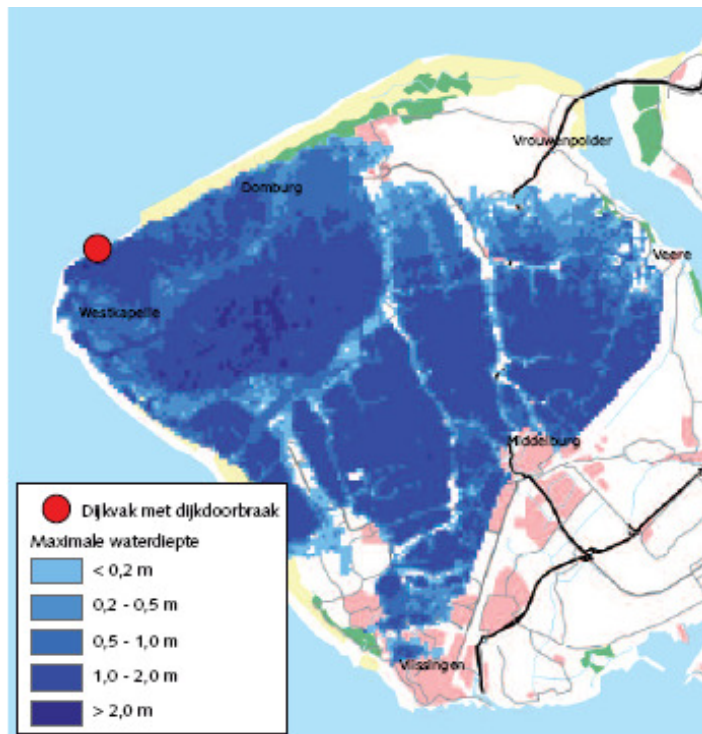 Vrouwenpolder
Domburg
Veere
Westkapelle
Middelburg
Dijkvak met dijkdoorbraak
Maximale waterdiepte
< 0,2 m
0,2 - 0,5 m
0,5 - 1,0 m
1,0 - 2,0 m
> 2,0 m
Vlissingen